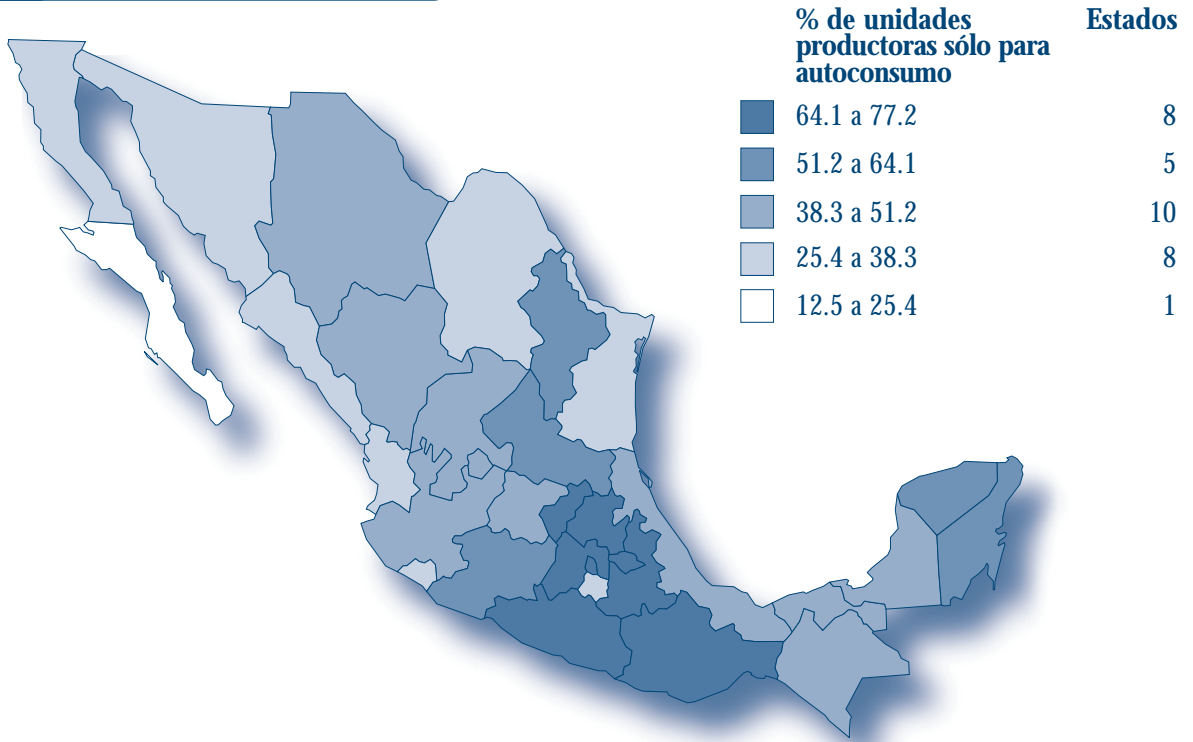 % de unidades
productoras sólo para
autoconsumo
Estados
64.1 a 77.2 8
51.2 a 64.1 5
38.3 a 51.2 10
25.4 a 38.3 8
12.5 a 25.4 1